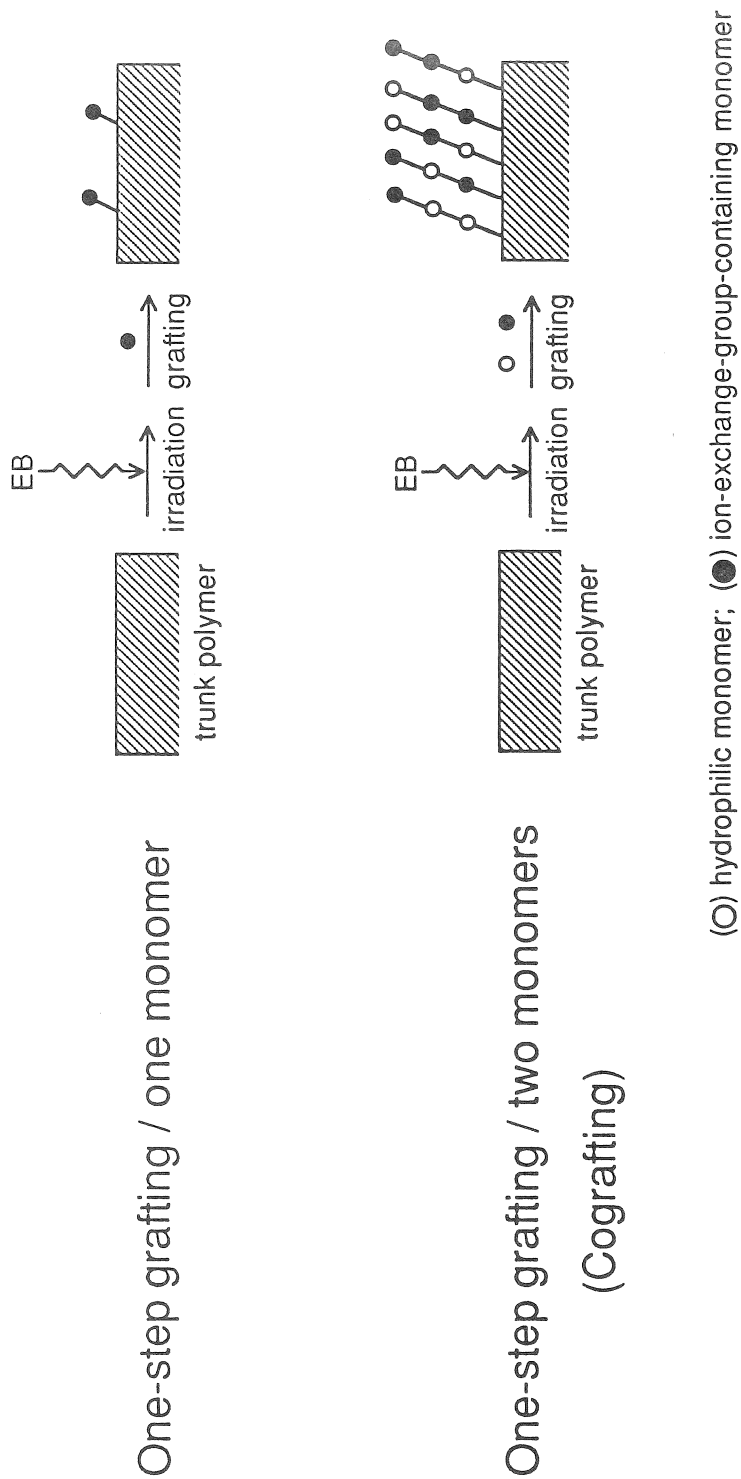 One-step grafting / one monomer
trunk polymer
EB
irradiation
grafting
One-step grafting / two monomers
(Cografting)
trunk polymer
EB
irradiation
grafting
(○) hydrophilic monomer; (●) ion-exchange-group-containing monomer